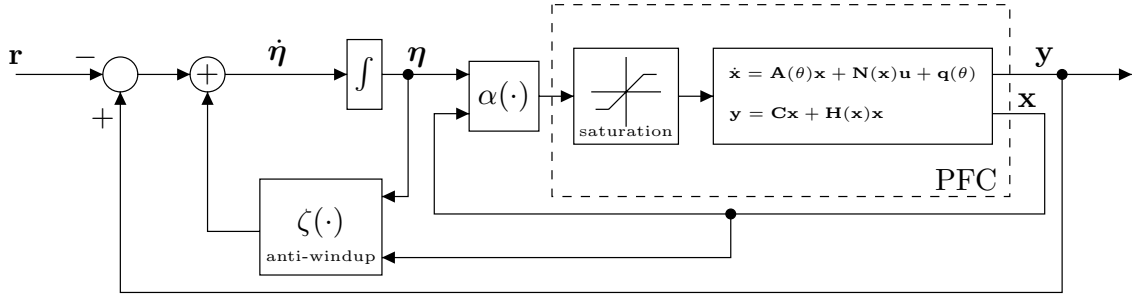 r
−
+
+
η̇
∫
η
α(·)
saturation
ẋ = A(θ)x + N(x)u + q(θ)
y = Cx + H(x)x
y
x
PFC
ζ(·)
anti-windup